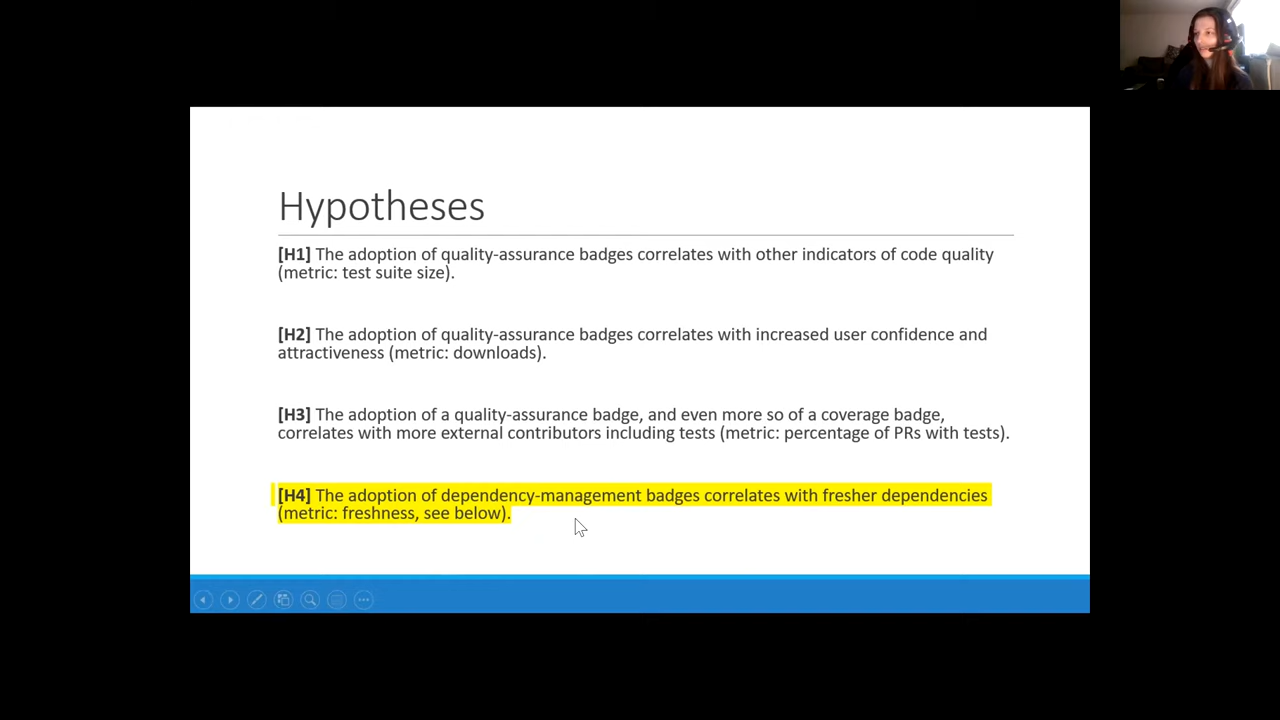 Hypotheses
[H1] The adoption of quality-assurance badges correlates with other indicators of code quality
(metric: test suite size).
[H2] The adoption of quality-assurance badges correlates with increased user confidence and
attractiveness (metric: downloads).
[H3] The adoption of a quality-assurance badge, and even more so of a coverage badge,
correlates with more external contributors including tests (metric: percentage of PRs with tests).
[H4] The adoption of dependency-management badges correlates with fresher dependencies
(metric: freshness, see below).